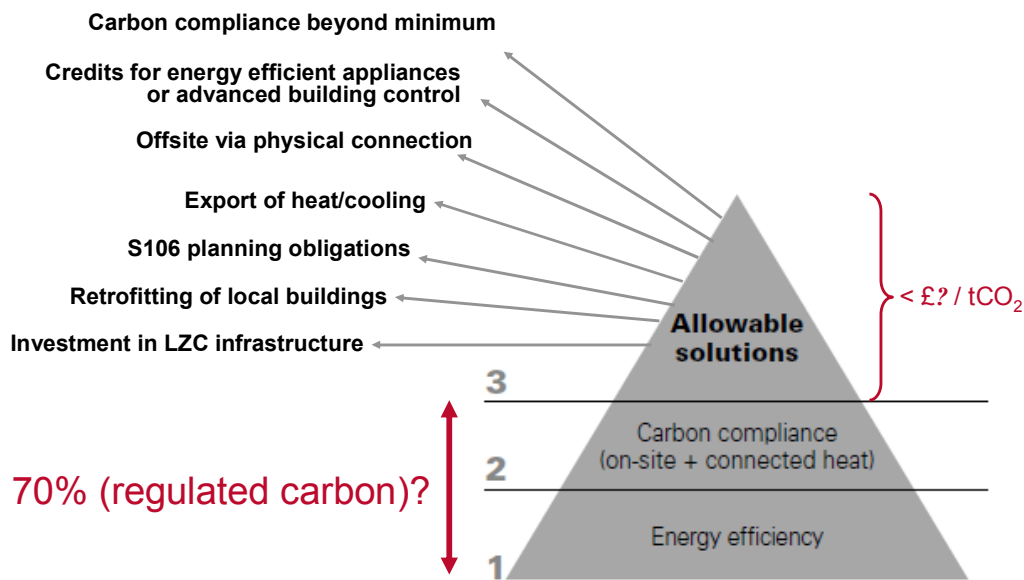 Carbon compliance beyond minimum
Credits for energy efficient appliances
or advanced building control
Offsite via physical connection
Export of heat/cooling
S106 planning obligations
Retrofitting of local buildings
Investment in LZC infrastructure
< £? / tCO₂
Allowable
solutions
3
Carbon compliance
(on-site + connected heat)
2
70% (regulated carbon)?
Energy efficiency
1